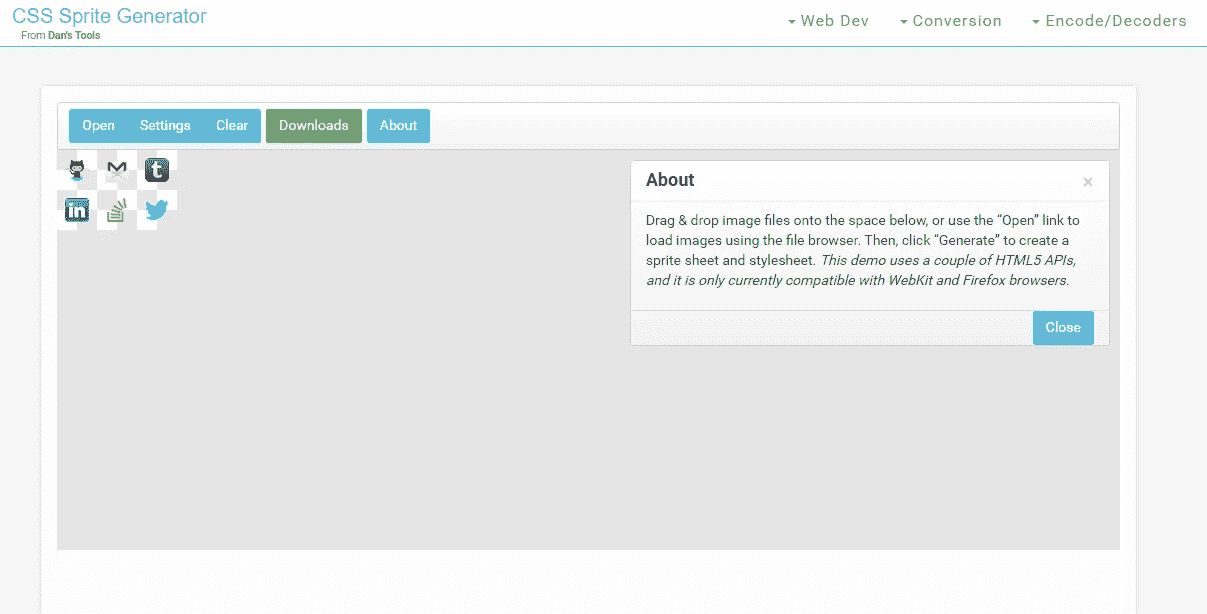 CSS Sprite Generator
From Dan's Tools
Web Dev
Conversion
Encode/Decoders
Open
Settings
Clear
Downloads
About
t
in
About
×
Drag & drop image files onto the space below, or use the “Open” link to
load images using the file browser. Then, click “Generate” to create a
sprite sheet and stylesheet. This demo uses a couple of HTML5 APIs,
and it is only currently compatible with WebKit and Firefox browsers.
Close